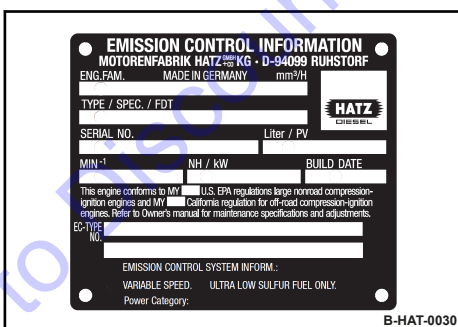 EMISSION CONTROL INFORMATION
MOTORENFABRIK HATZ GMBH +CO KG · D-94099 RUHSTORF
ENG.FAM. MADE IN GERMANY mm³/H
TYPE / SPEC. / FDT
HATZ
DIESEL
SERIAL NO. Liter / PV
MIN-1 NH / kW BUILD DATE
This engine conforms to MY U.S. EPA regulations large nonroad compression-
ignition engines and MY California regulation for off-road compression-ignition
engines. Refer to Owner's manual for maintenance specifications and adjustments.
EC-TYPE
NO.
EMISSION CONTROL SYSTEM INFORM.:
VARIABLE SPEED. ULTRA LOW SULFUR FUEL ONLY.
Power Category:
B-HAT-0030
to Discoun